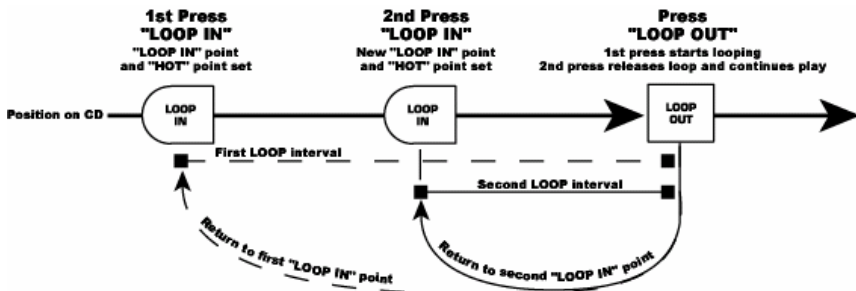 1st Press
"LOOP IN"
"LOOP IN" point
and "HOT" point set
2nd Press
"LOOP IN"
New "LOOP IN" point
and "HOT" point set
Press
"LOOP OUT"
1st press starts looping
2nd press releases loop and continues play
Position on CD
LOOP
IN
LOOP
IN
LOOP
OUT
First LOOP interval
Second LOOP interval
Return to first "LOOP IN" point
Return to second "LOOP IN" point